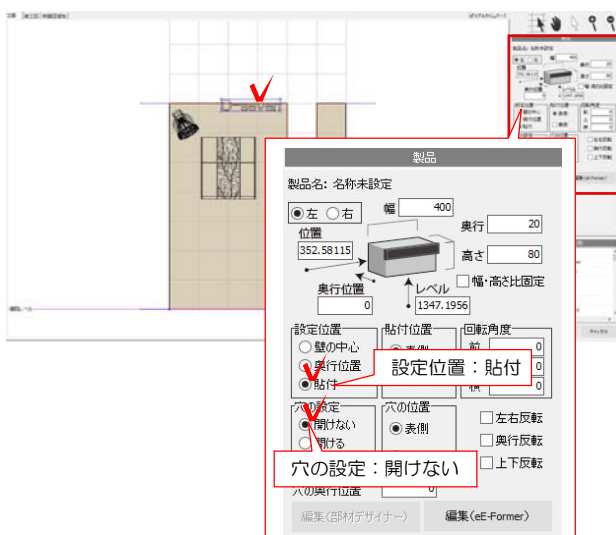 製品
製品名: 名称未設定
左 右
幅 400
奥行 20
位置
352.58115
高さ 80
幅・高さ比固定
奥行位置
0
レベル
1347.1956
設定位置
壁の中心
奥行位置
貼付
貼付位置
表側
回転角度
前 0
0
横 0
設定位置：貼付
穴の設定
開けない
開ける
穴の位置
表側
左右反転
奥行反転
上下反転
穴の設定：開けない
穴の奥行位置 0
編集(部材デザイナー)
編集(eE-Former)